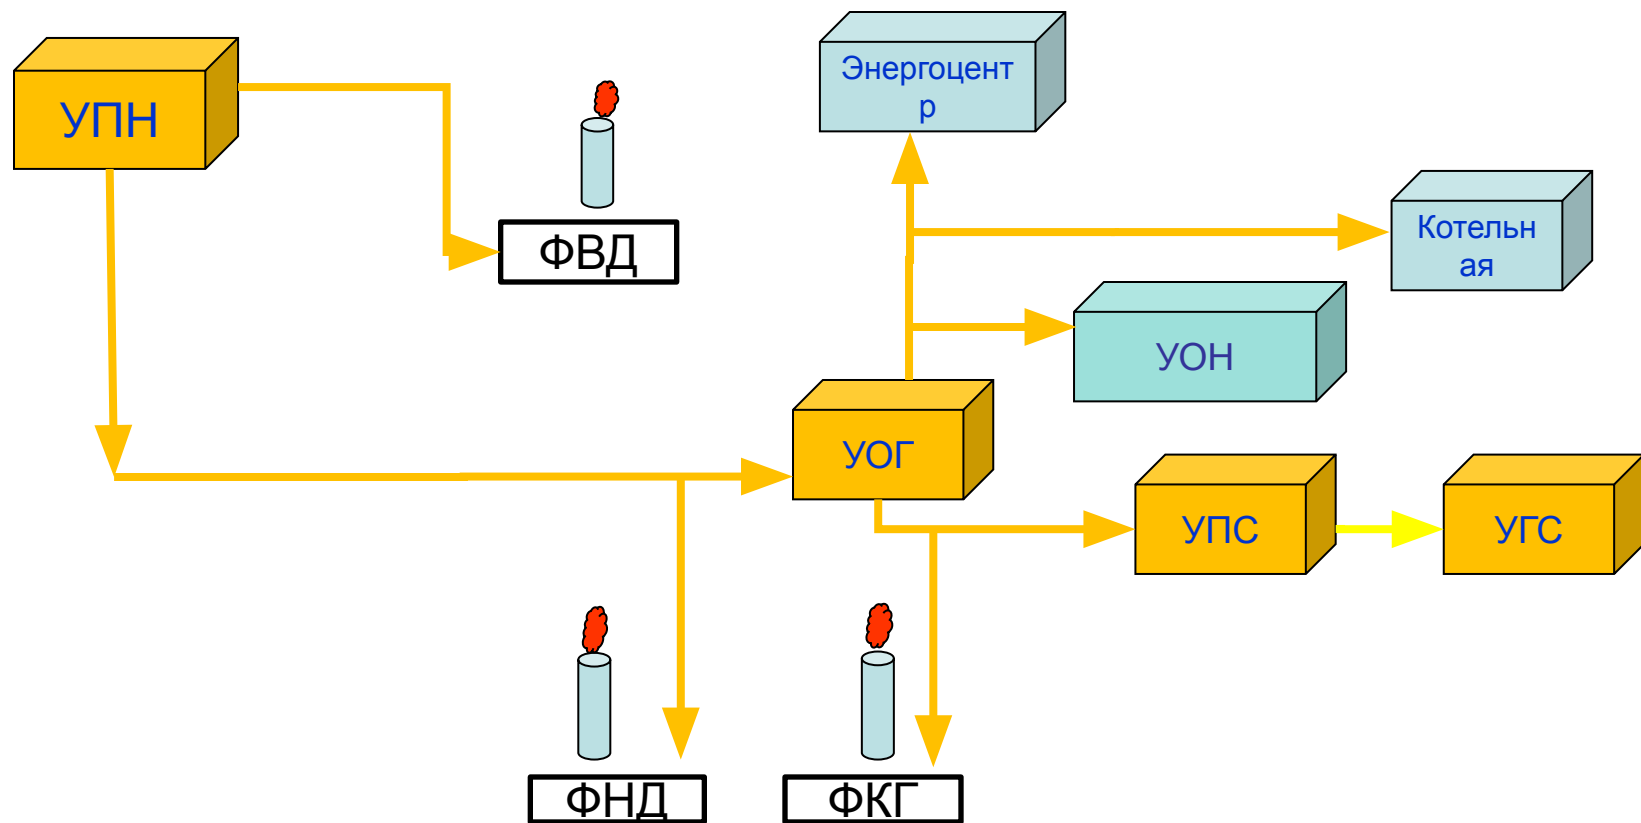 УПН
Энергоцент
р
ФВД
Котельн
ая
УОН
УОГ
УПС
УГС
ФНД
ФКГ